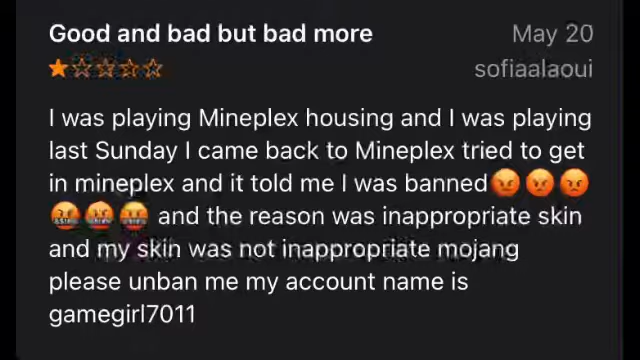 Good and bad but bad more
May 20
sofiaalaoui
I was playing Mineplex housing and I was playing
last Sunday I came back to Mineplex tried to get
in mineplex and it told me I was banned😡😡😡
🤬🤬🤬 and the reason was inappropriate skin
and my skin was not inappropriate mojang
please unban me my account name is
gamegirl7011